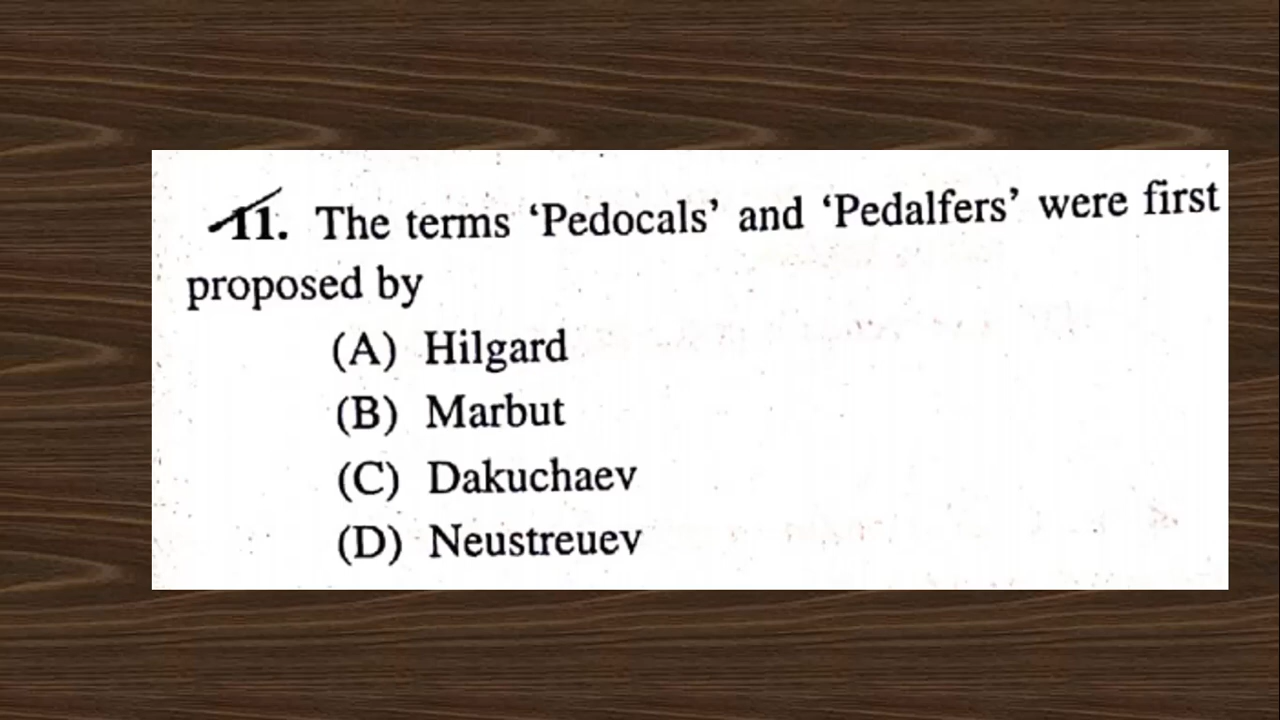 11. The terms ‘Pedocals’ and ‘Pedalfers’ were first
proposed by
(A) Hilgard
(B) Marbut
(C) Dakuchaev
(D) Neustreuev